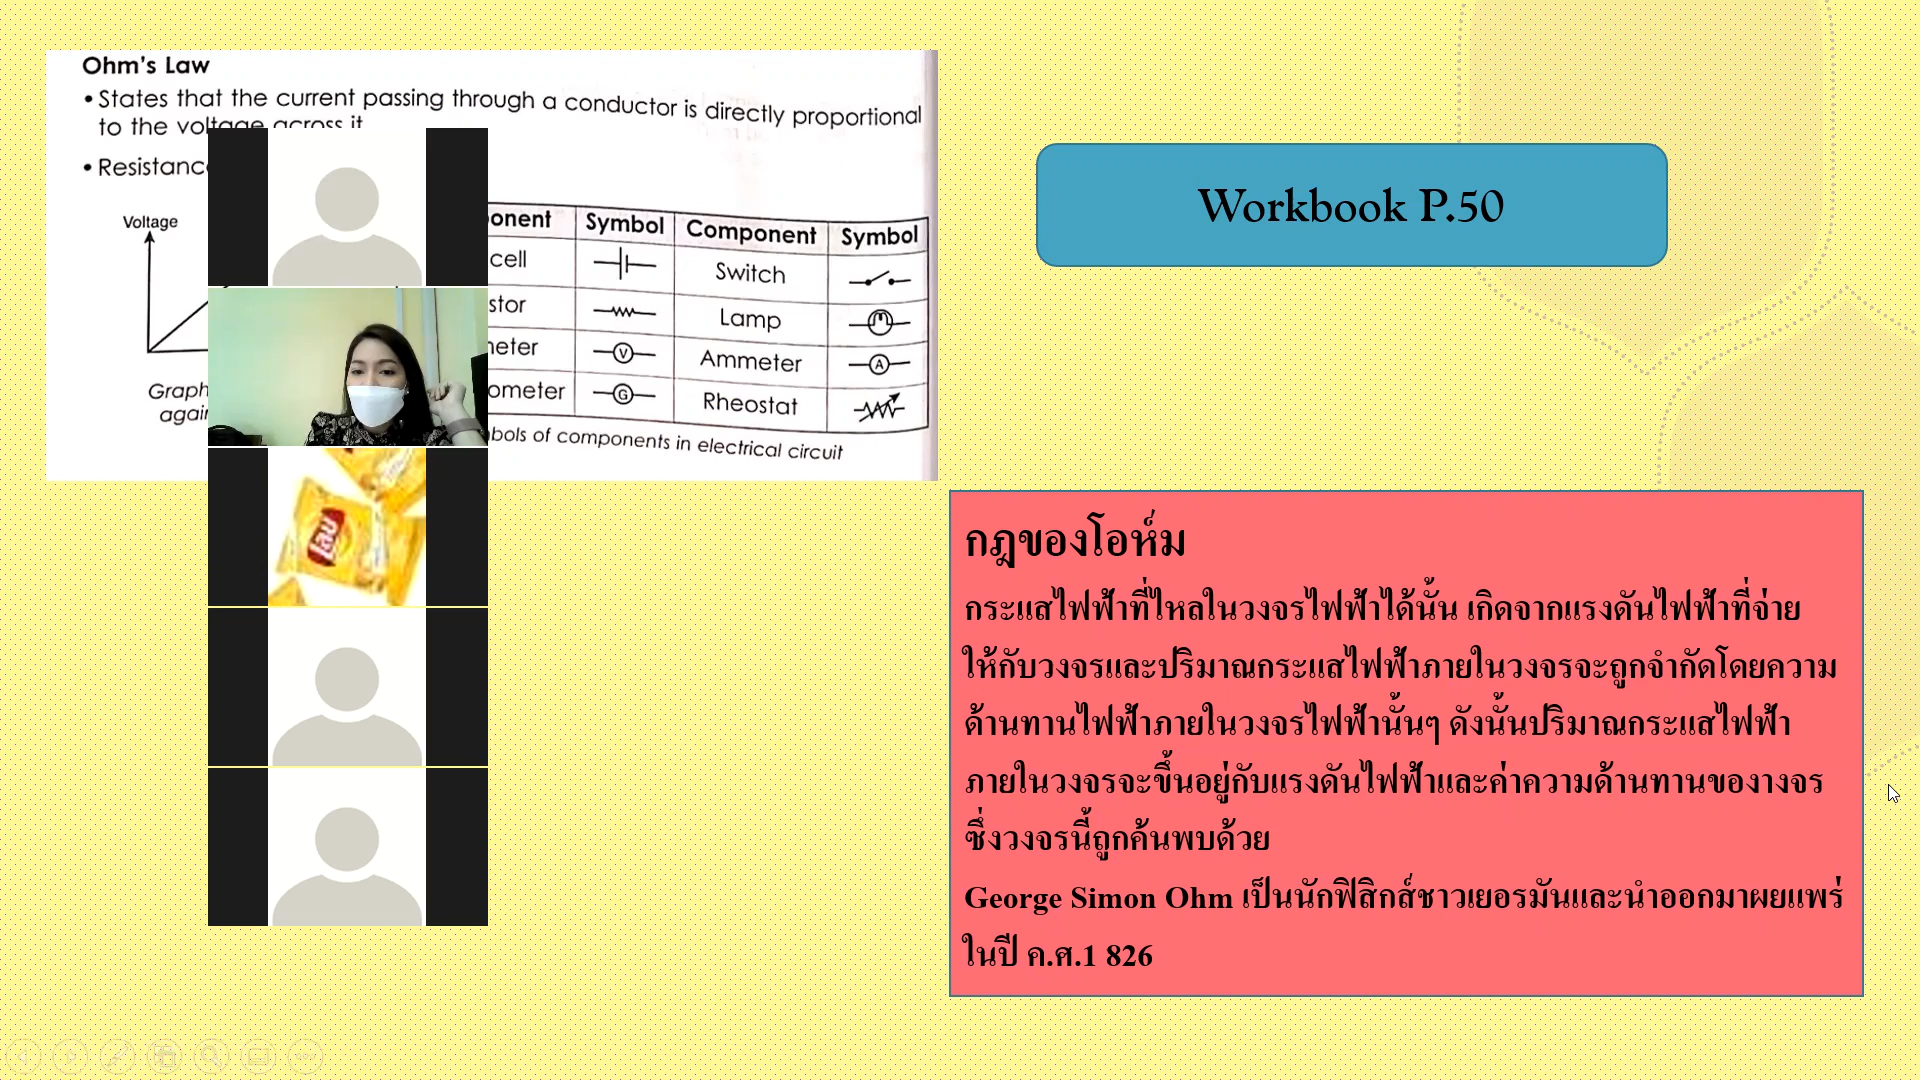 Ohm's Law
• States that the current passing through a conductor is directly proportional
to the voltage across it
• Resistance
Voltage
Symbol Component Symbol
cell Switch
Lamp
V Ammeter A
G Rheostat
Graph
symbols of components in electrical circuit
Workbook P.50
กฎของโอห์ม
กระแสไฟฟ้าที่ไหลในวงจรไฟฟ้าได้นั้น เกิดจากแรงดันไฟฟ้าที่จ่าย
ให้กับวงจรและปริมาณกระแสไฟฟ้าภายในวงจรจะถูกจำกัดโดยความ
ด้านทานไฟฟ้าภายในวงจรไฟฟ้านั้นๆ ดังนั้นปริมาณกระแสไฟฟ้า
ภายในวงจรจะขึ้นอยู่กับแรงดันไฟฟ้าและค่าความด้านทานของางจร
ซึ่งวงจรนี้ถูกค้นพบด้วย
George Simon Ohm เป็นนักฟิสิกส์ชาวเยอรมันและนำออกมาผยแพร่
ในปี ค.ศ.1 826